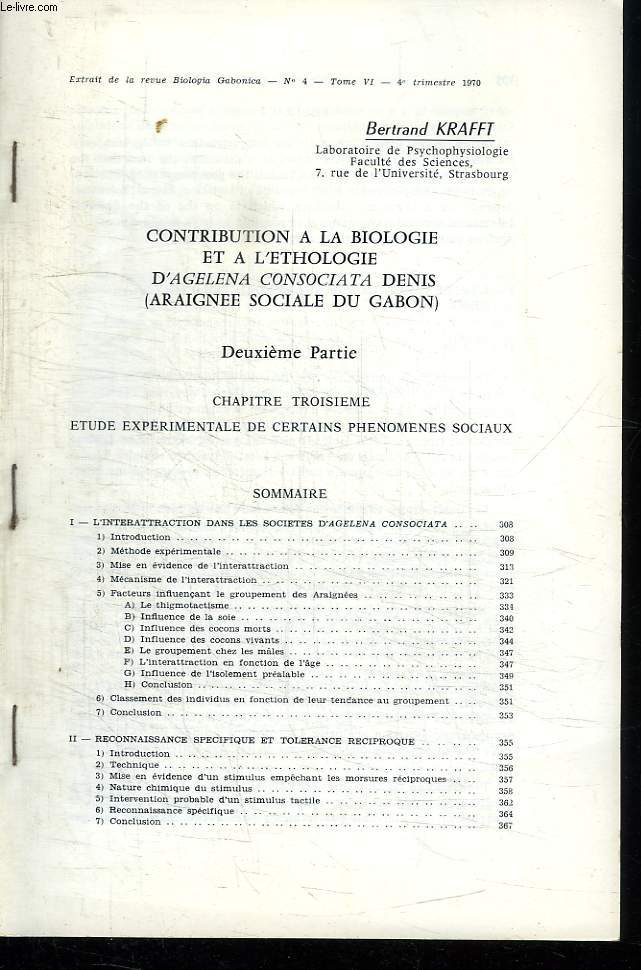 Le-livre.com
Extrait de la revue Biologia Gabonica — N° 4 — Tome VI — 4e trimestre 1970
Bertrand KRAFFT
Laboratoire de Psychophysiologie
Faculté des Sciences,
7, rue de l'Université, Strasbourg
CONTRIBUTION A LA BIOLOGIE
ET A L'ETHOLOGIE
D'AGELENA CONSOCIATA DENIS
(ARAIGNEE SOCIALE DU GABON)
Deuxième Partie
CHAPITRE TROISIEME
ETUDE EXPERIMENTALE DE CERTAINS PHENOMENES SOCIAUX
SOMMAIRE
I — L'INTERATTRACTION DANS LES SOCIETES D'AGELENA CONSOCIATA .. .. 308
1) Introduction .. .. .. 308
2) Méthode expérimentale .. .. .. 309
3) Mise en évidence de l'interattraction .. .. .. 313
4) Mécanisme de l'interattraction .. .. .. 321
5) Facteurs influençant le groupement des Araignées .. .. .. 333
A) Le thigmotactisme .. .. .. 334
B) Influence de la soie .. .. .. 340
C) Influence des cocons morts .. .. .. 342
D) Influence des cocons vivants .. .. .. 344
E) Le groupement chez les mâles .. .. .. 347
F) L'interattraction en fonction de l'âge .. .. .. 347
G) Influence de l'isolement préalable .. .. .. 349
H) Conclusion .. .. .. 351
6) Classement des individus en fonction de leur tendance au groupement .. .. 351
7) Conclusion .. .. .. 353
II — RECONNAISSANCE SPECIFIQUE ET TOLERANCE RECIPROQUE .. .. .. 355
1) Introduction .. .. .. 355
2) Technique .. .. .. 356
3) Mise en évidence d'un stimulus empêchant les morsures réciproques .. .. 357
4) Nature chimique du stimulus .. .. .. 358
5) Intervention probable d'un stimulus tactile .. .. .. 362
6) Reconnaissance spécifique .. .. .. 364
7) Conclusion .. .. .. 367